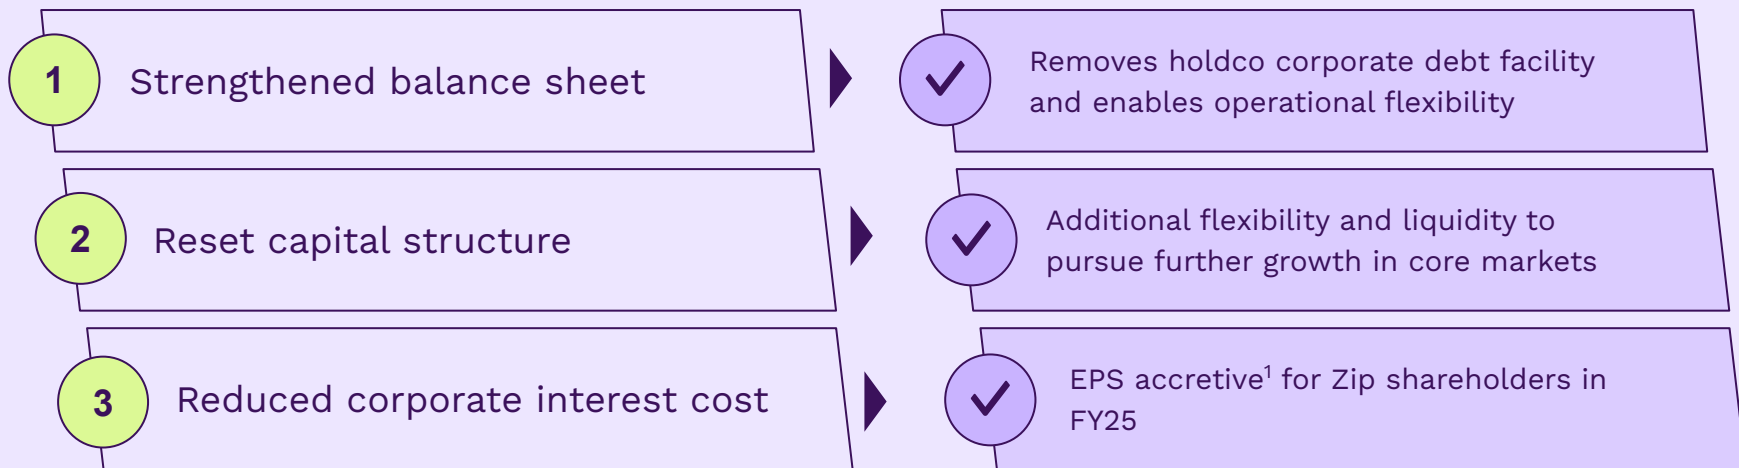 1
Strengthened balance sheet
Removes holdco corporate debt facility
and enables operational flexibility
2
Reset capital structure
Additional flexibility and liquidity to
pursue further growth in core markets
3
Reduced corporate interest cost
EPS accretive¹ for Zip shareholders in
FY25